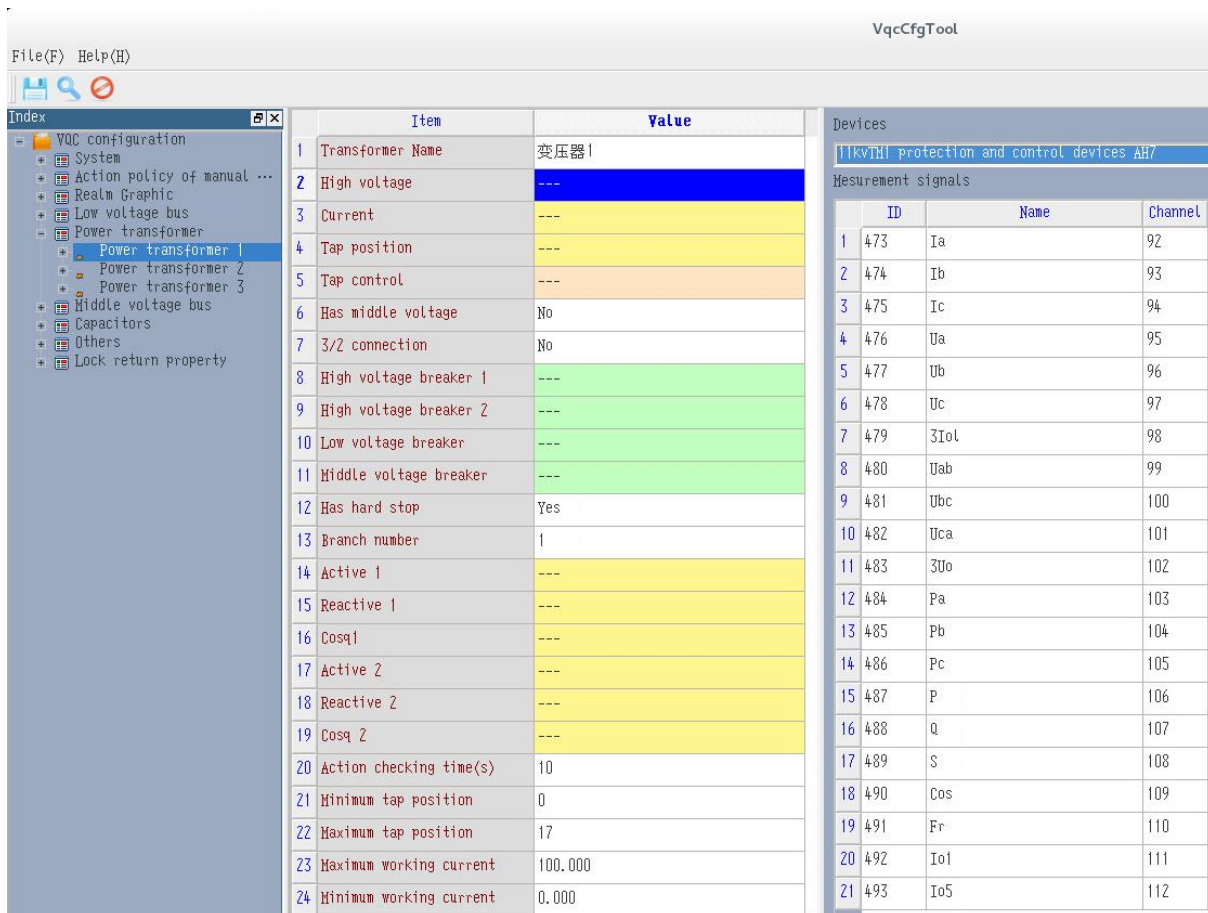 VqcCfgTool
File(F) Help(H)
Index
VQC configuration
System
Action policy of manual ...
Realm Graphic
Low voltage bus
Power transformer
Power transformer 1
Power transformer 2
Power transformer 3
Middle voltage bus
Capacitors
Others
Lock return property
Item Value
1 Transformer Name 变压器1
2 High voltage ---
3 Current ---
4 Tap position ---
5 Tap control ---
6 Has middle voltage No
7 3/2 connection No
8 High voltage breaker 1 ---
9 High voltage breaker 2 ---
10 Low voltage breaker ---
11 Middle voltage breaker ---
12 Has hard stop Yes
13 Branch number 1
14 Active 1 ---
15 Reactive 1 ---
16 Cosq1 ---
17 Active 2 ---
18 Reactive 2 ---
19 Cosq 2 ---
20 Action checking time(s) 10
21 Minimum tap position 0
22 Maximum tap position 17
23 Maximum working current 100.000
24 Minimum working current 0.000
Devices
11kvTM1 protection and control devices AH7
Mesurement signals
ID Name Channel
1 473 Ia 92
2 474 Ib 93
3 475 Ic 94
4 476 Ua 95
5 477 Ub 96
6 478 Uc 97
7 479 3Iol 98
8 480 Uab 99
9 481 Ubc 100
10 482 Uca 101
11 483 3Uo 102
12 484 Pa 103
13 485 Pb 104
14 486 Pc 105
15 487 P 106
16 488 Q 107
17 489 S 108
18 490 Cos 109
19 491 Fr 110
20 492 Io1 111
21 493 Io5 112